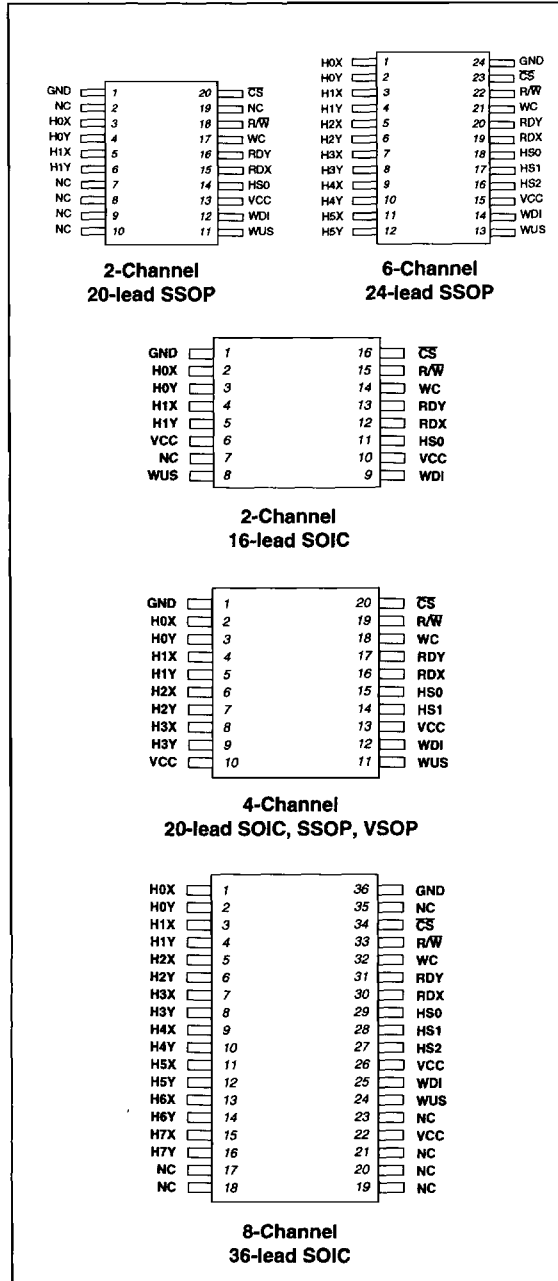 GND 1 20 C̅S̅
NC 2 19 NC
H0X 3 18 R/W̅
H0Y 4 17 WC
H1X 5 16 RDY
H1Y 6 15 RDX
NC 7 14 HS0
NC 8 13 VCC
NC 9 12 WDI
NC 10 11 WUS
2-Channel
20-lead SSOP
H0X 1 24 GND
H0Y 2 23 C̅S̅
H1X 3 22 R/W̅
H1Y 4 21 WC
H2X 5 20 RDY
H2Y 6 19 RDX
H3X 7 18 HS0
H3Y 8 17 HS1
H4X 9 16 HS2
H4Y 10 15 VCC
H5X 11 14 WDI
H5Y 12 13 WUS
6-Channel
24-lead SSOP
GND 1 16 C̅S̅
H0X 2 15 R/W̅
H0Y 3 14 WC
H1X 4 13 RDY
H1Y 5 12 RDX
VCC 6 11 HS0
NC 7 10 VCC
WUS 8 9 WDI
2-Channel
16-lead SOIC
GND 1 20 C̅S̅
H0X 2 19 R/W̅
H0Y 3 18 WC
H1X 4 17 RDY
H1Y 5 16 RDX
H2X 6 15 HS0
H2Y 7 14 HS1
H3X 8 13 VCC
H3Y 9 12 WDI
VCC 10 11 WUS
4-Channel
20-lead SOIC, SSOP, VSOP
H0X 1 36 GND
H0Y 2 35 NC
H1X 3 34 C̅S̅
H1Y 4 33 R/W̅
H2X 5 32 WC
H2Y 6 31 RDY
H3X 7 30 RDX
H3Y 8 29 HS0
H4X 9 28 HS1
H4Y 10 27 HS2
H5X 11 26 VCC
H5Y 12 25 WDI
H6X 13 24 WUS
H6Y 14 23 NC
H7X 15 22 VCC
H7Y 16 21 NC
NC 17 20 NC
NC 18 19 NC
8-Channel
36-lead SOIC